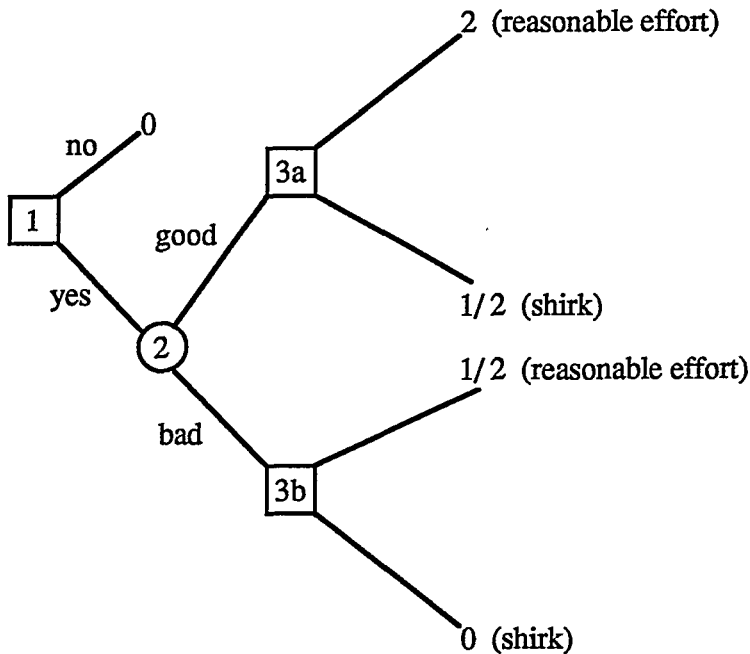 2 (reasonable effort)
0
no
3a
1
good
yes
1/2 (shirk)
2
1/2 (reasonable effort)
bad
3b
0 (shirk)